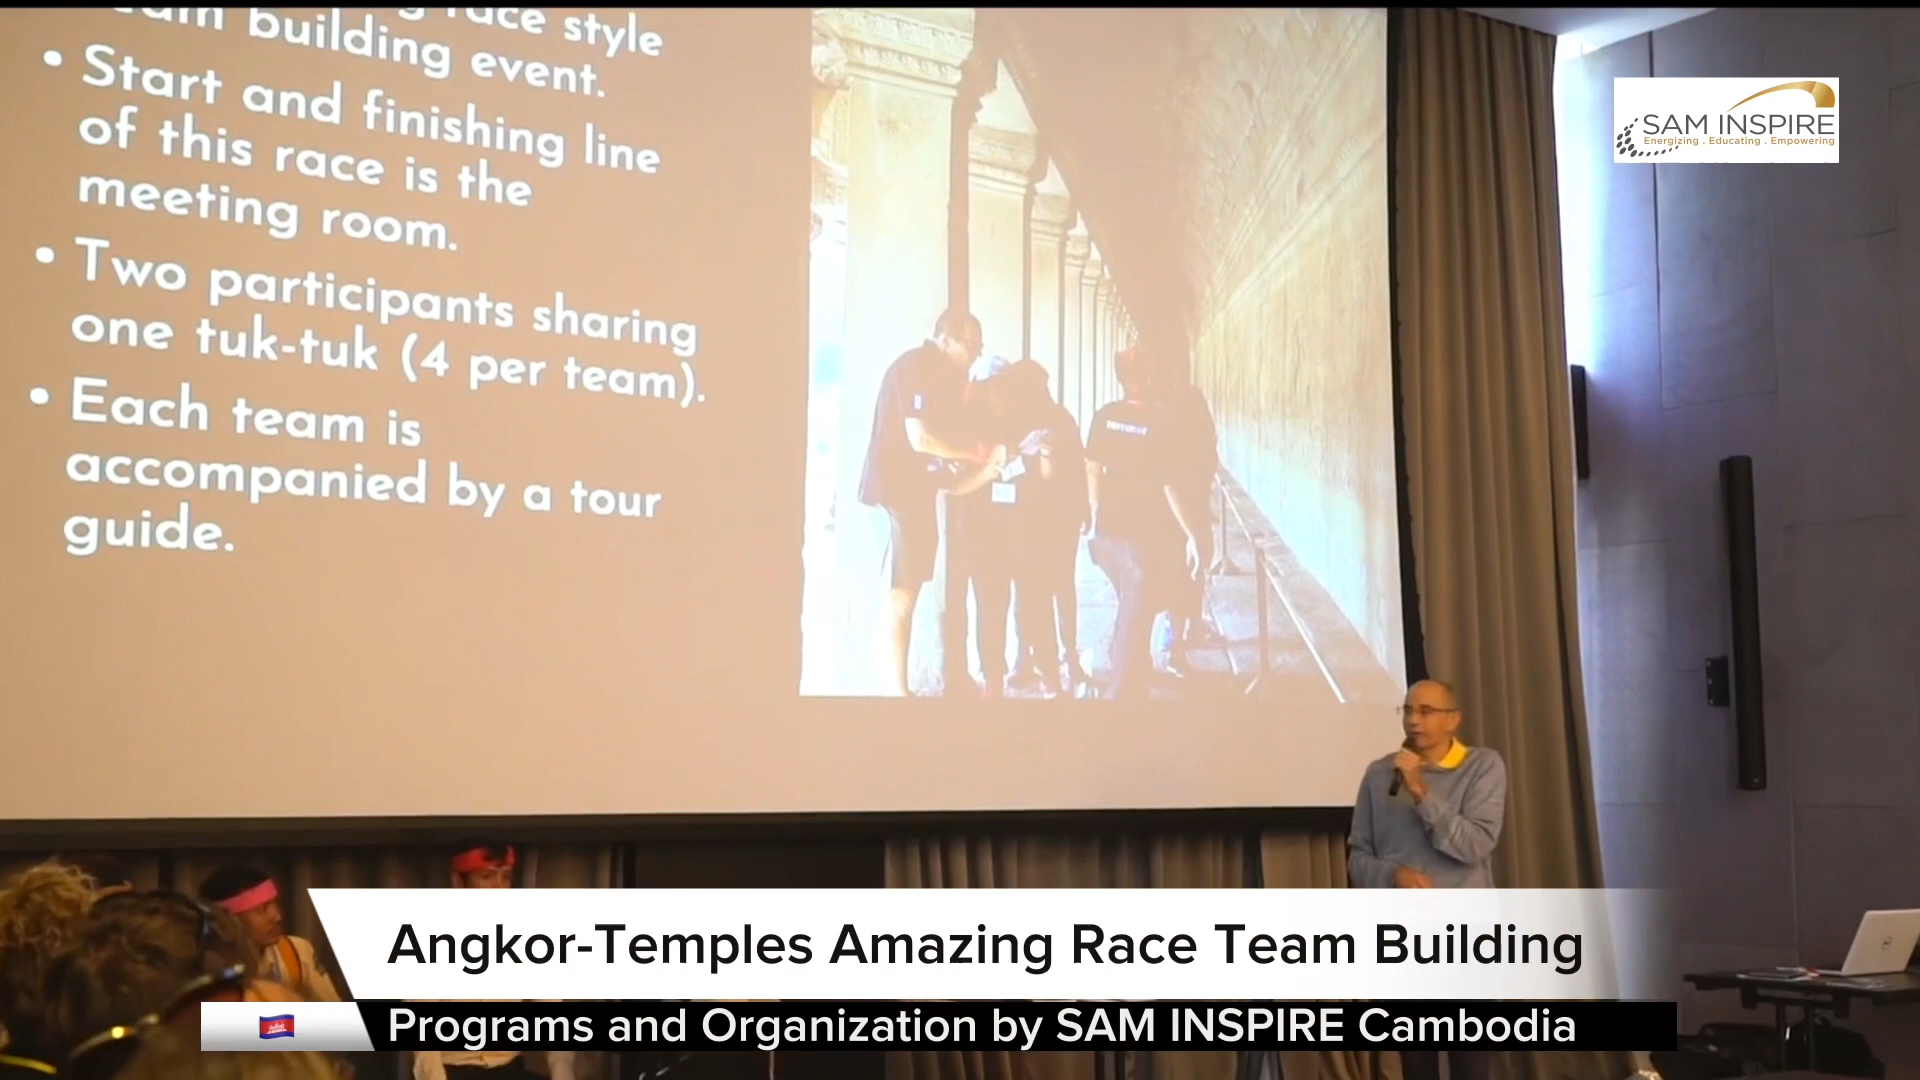 race style
building event.
• Start and finishing line
of this race is the
meeting room.
• Two participants sharing
one tuk-tuk (4 per team).
• Each team is
accompanied by a tour
guide.
SAM INSPIRE
Energizing . Educating . Empowering
Angkor-Temples Amazing Race Team Building
Programs and Organization by SAM INSPIRE Cambodia